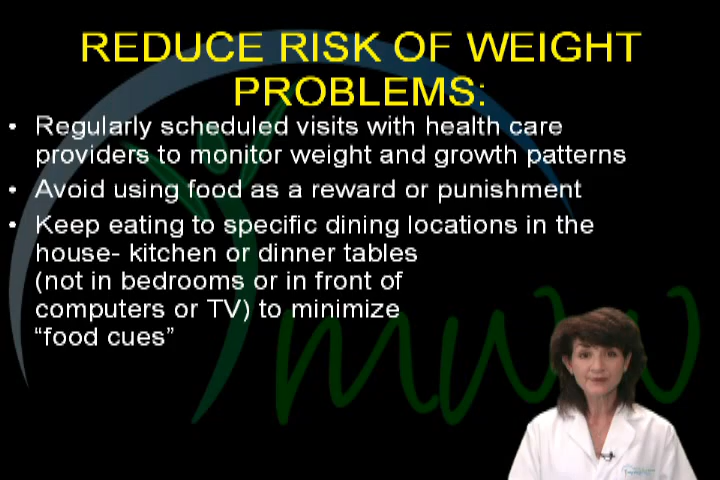 REDUCE RISK OF WEIGHT
PROBLEMS:
• Regularly scheduled visits with health care
providers to monitor weight and growth patterns
• Avoid using food as a reward or punishment
• Keep eating to specific dining locations in the
house- kitchen or dinner tables
(not in bedrooms or in front of
computers or TV) to minimize
“food cues”
mww